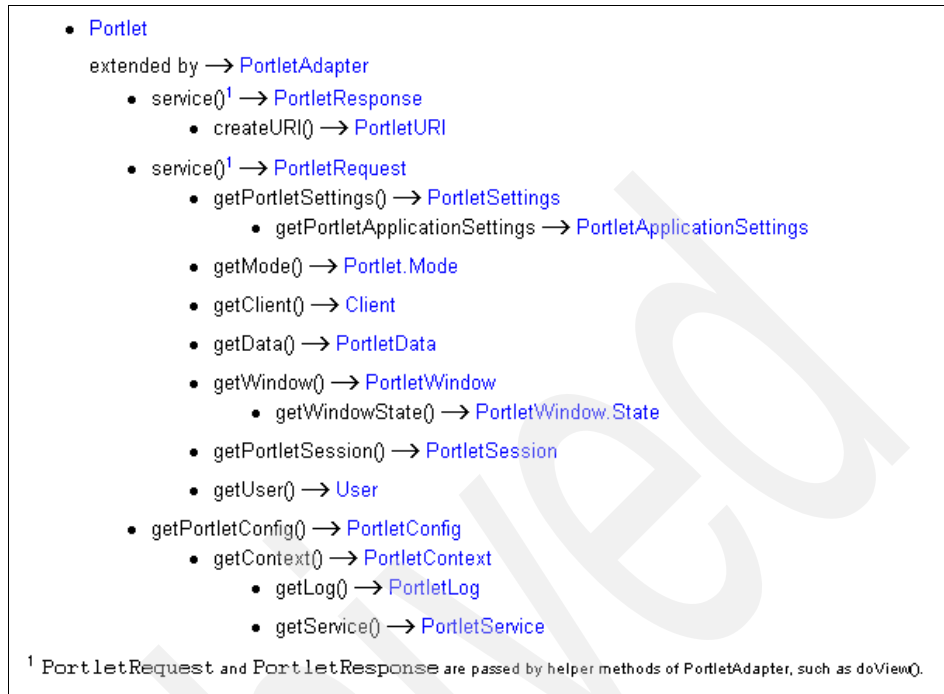 • Portlet
extended by → PortletAdapter
• service()¹ → PortletResponse
• createURI() → PortletURI
• service()¹ → PortletRequest
• getPortletSettings() → PortletSettings
• getPortletApplicationSettings → PortletApplicationSettings
• getMode() → Portlet.Mode
• getClient() → Client
• getData() → PortletData
• getWindow() → PortletWindow
• getWindowState() → PortletWindow.State
• getPortletSession() → PortletSession
• getUser() → User
• getPortletConfig() → PortletConfig
• getContext() → PortletContext
• getLog() → PortletLog
• getService() → PortletService
¹ PortletRequest and PortletResponse are passed by helper methods of PortletAdapter, such as doView().